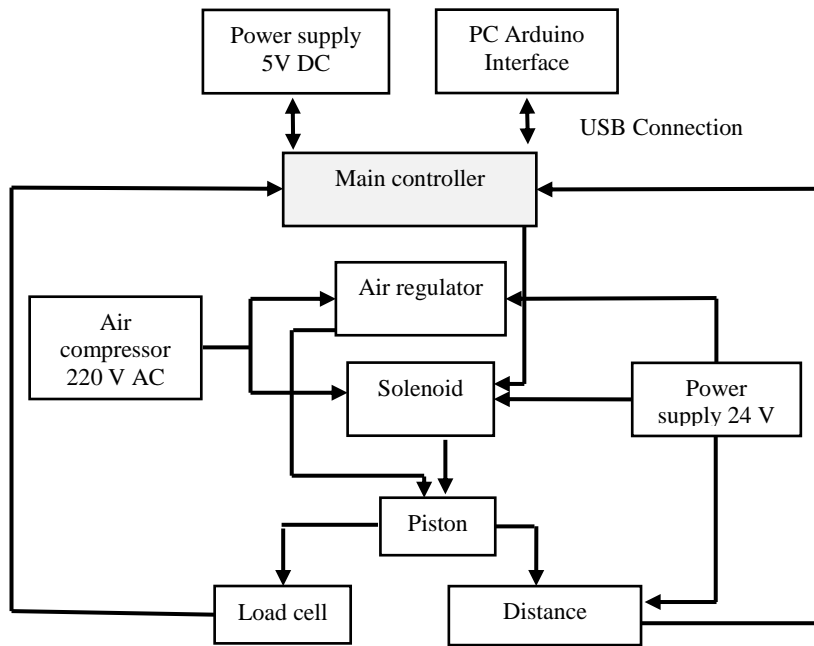 Power supply
5V DC
PC Arduino
Interface
USB Connection
Main controller
Air regulator
Air
compressor
220 V AC
Solenoid
Power
supply 24 V
Piston
Load cell
Distance